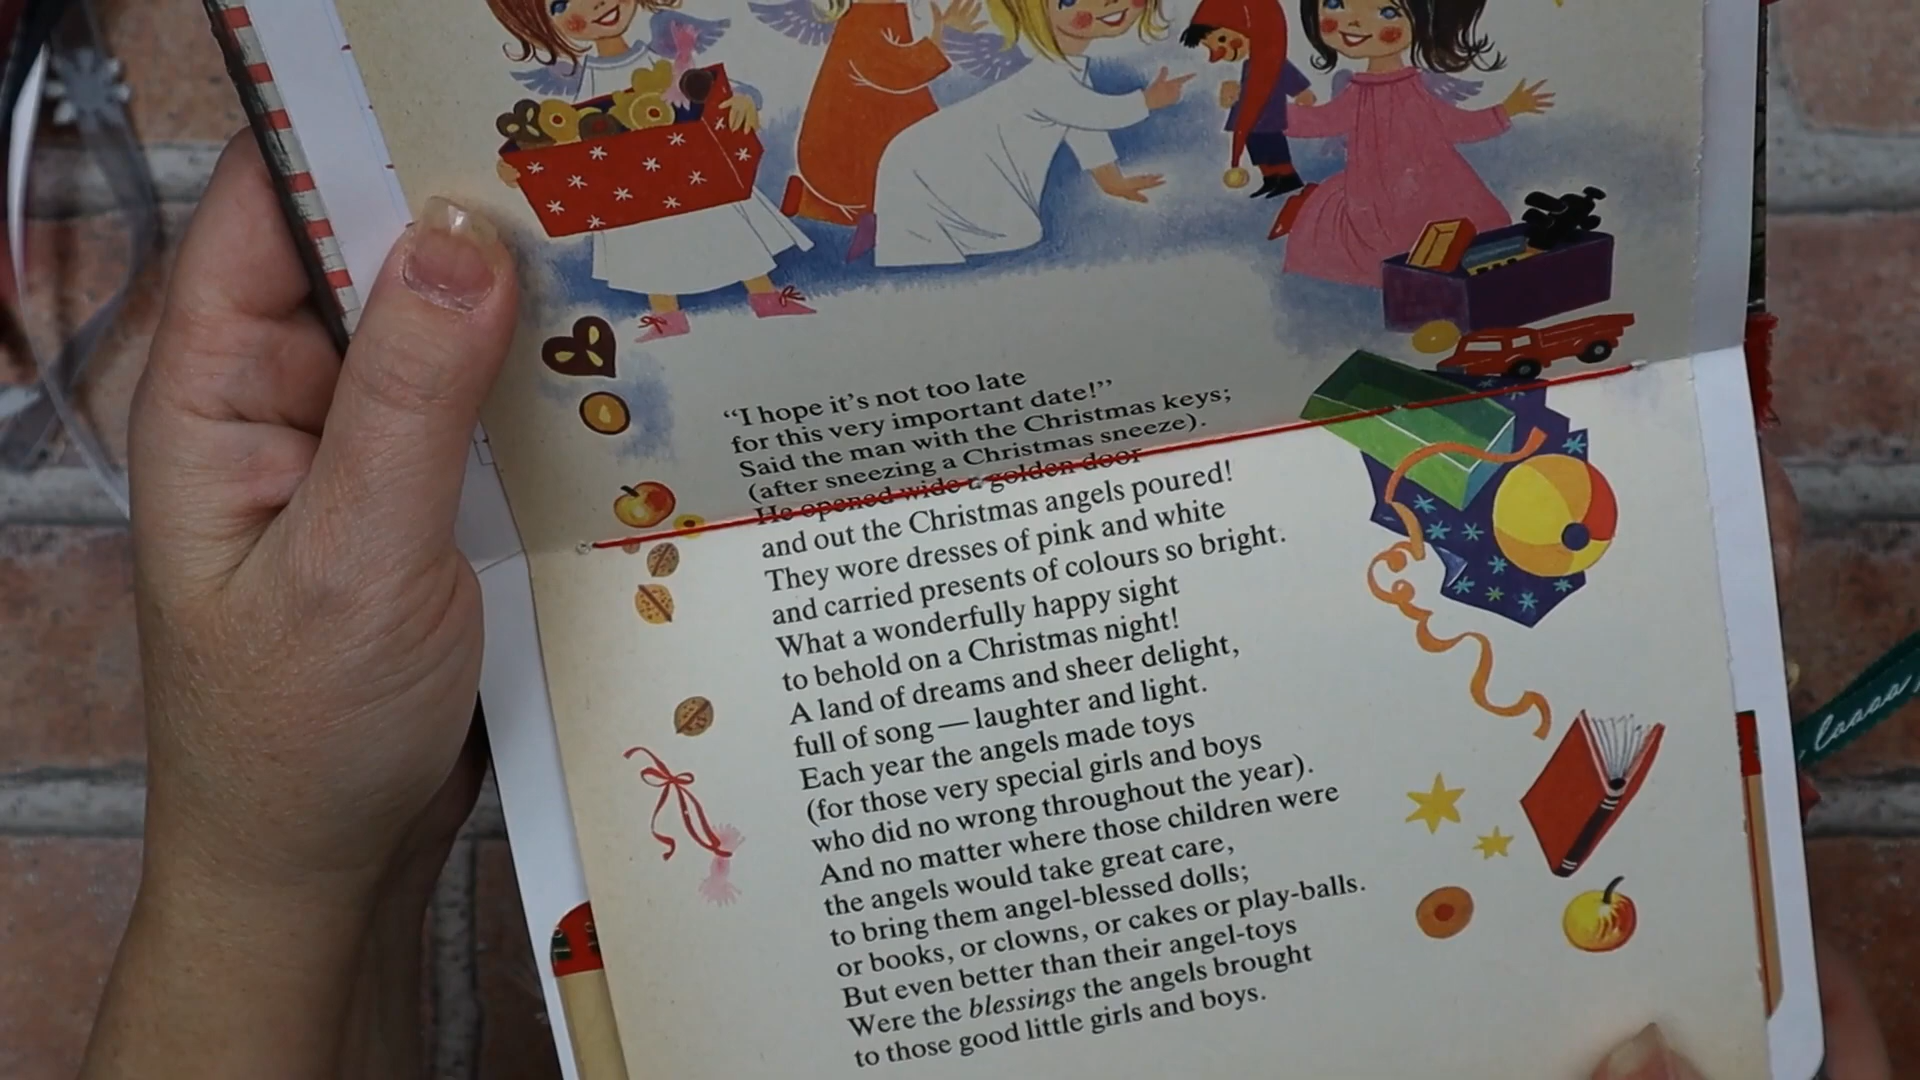 “I hope it’s not too late
for this very important date!”
Said the man with the Christmas keys;
(after sneezing a Christmas sneeze).
He opened wide a golden door
and out the Christmas angels poured!
They wore dresses of pink and white
and carried presents of colours so bright.
What a wonderfully happy sight
to behold on a Christmas night!
A land of dreams and sheer delight,
full of song — laughter and light.
Each year the angels made toys
(for those very special girls and boys
who did no wrong throughout the year).
And no matter where those children were
the angels would take great care,
to bring them angel-blessed dolls;
or books, or clowns, or cakes or play-balls.
But even better than their angel-toys
Were the blessings the angels brought
to those good little girls and boys.